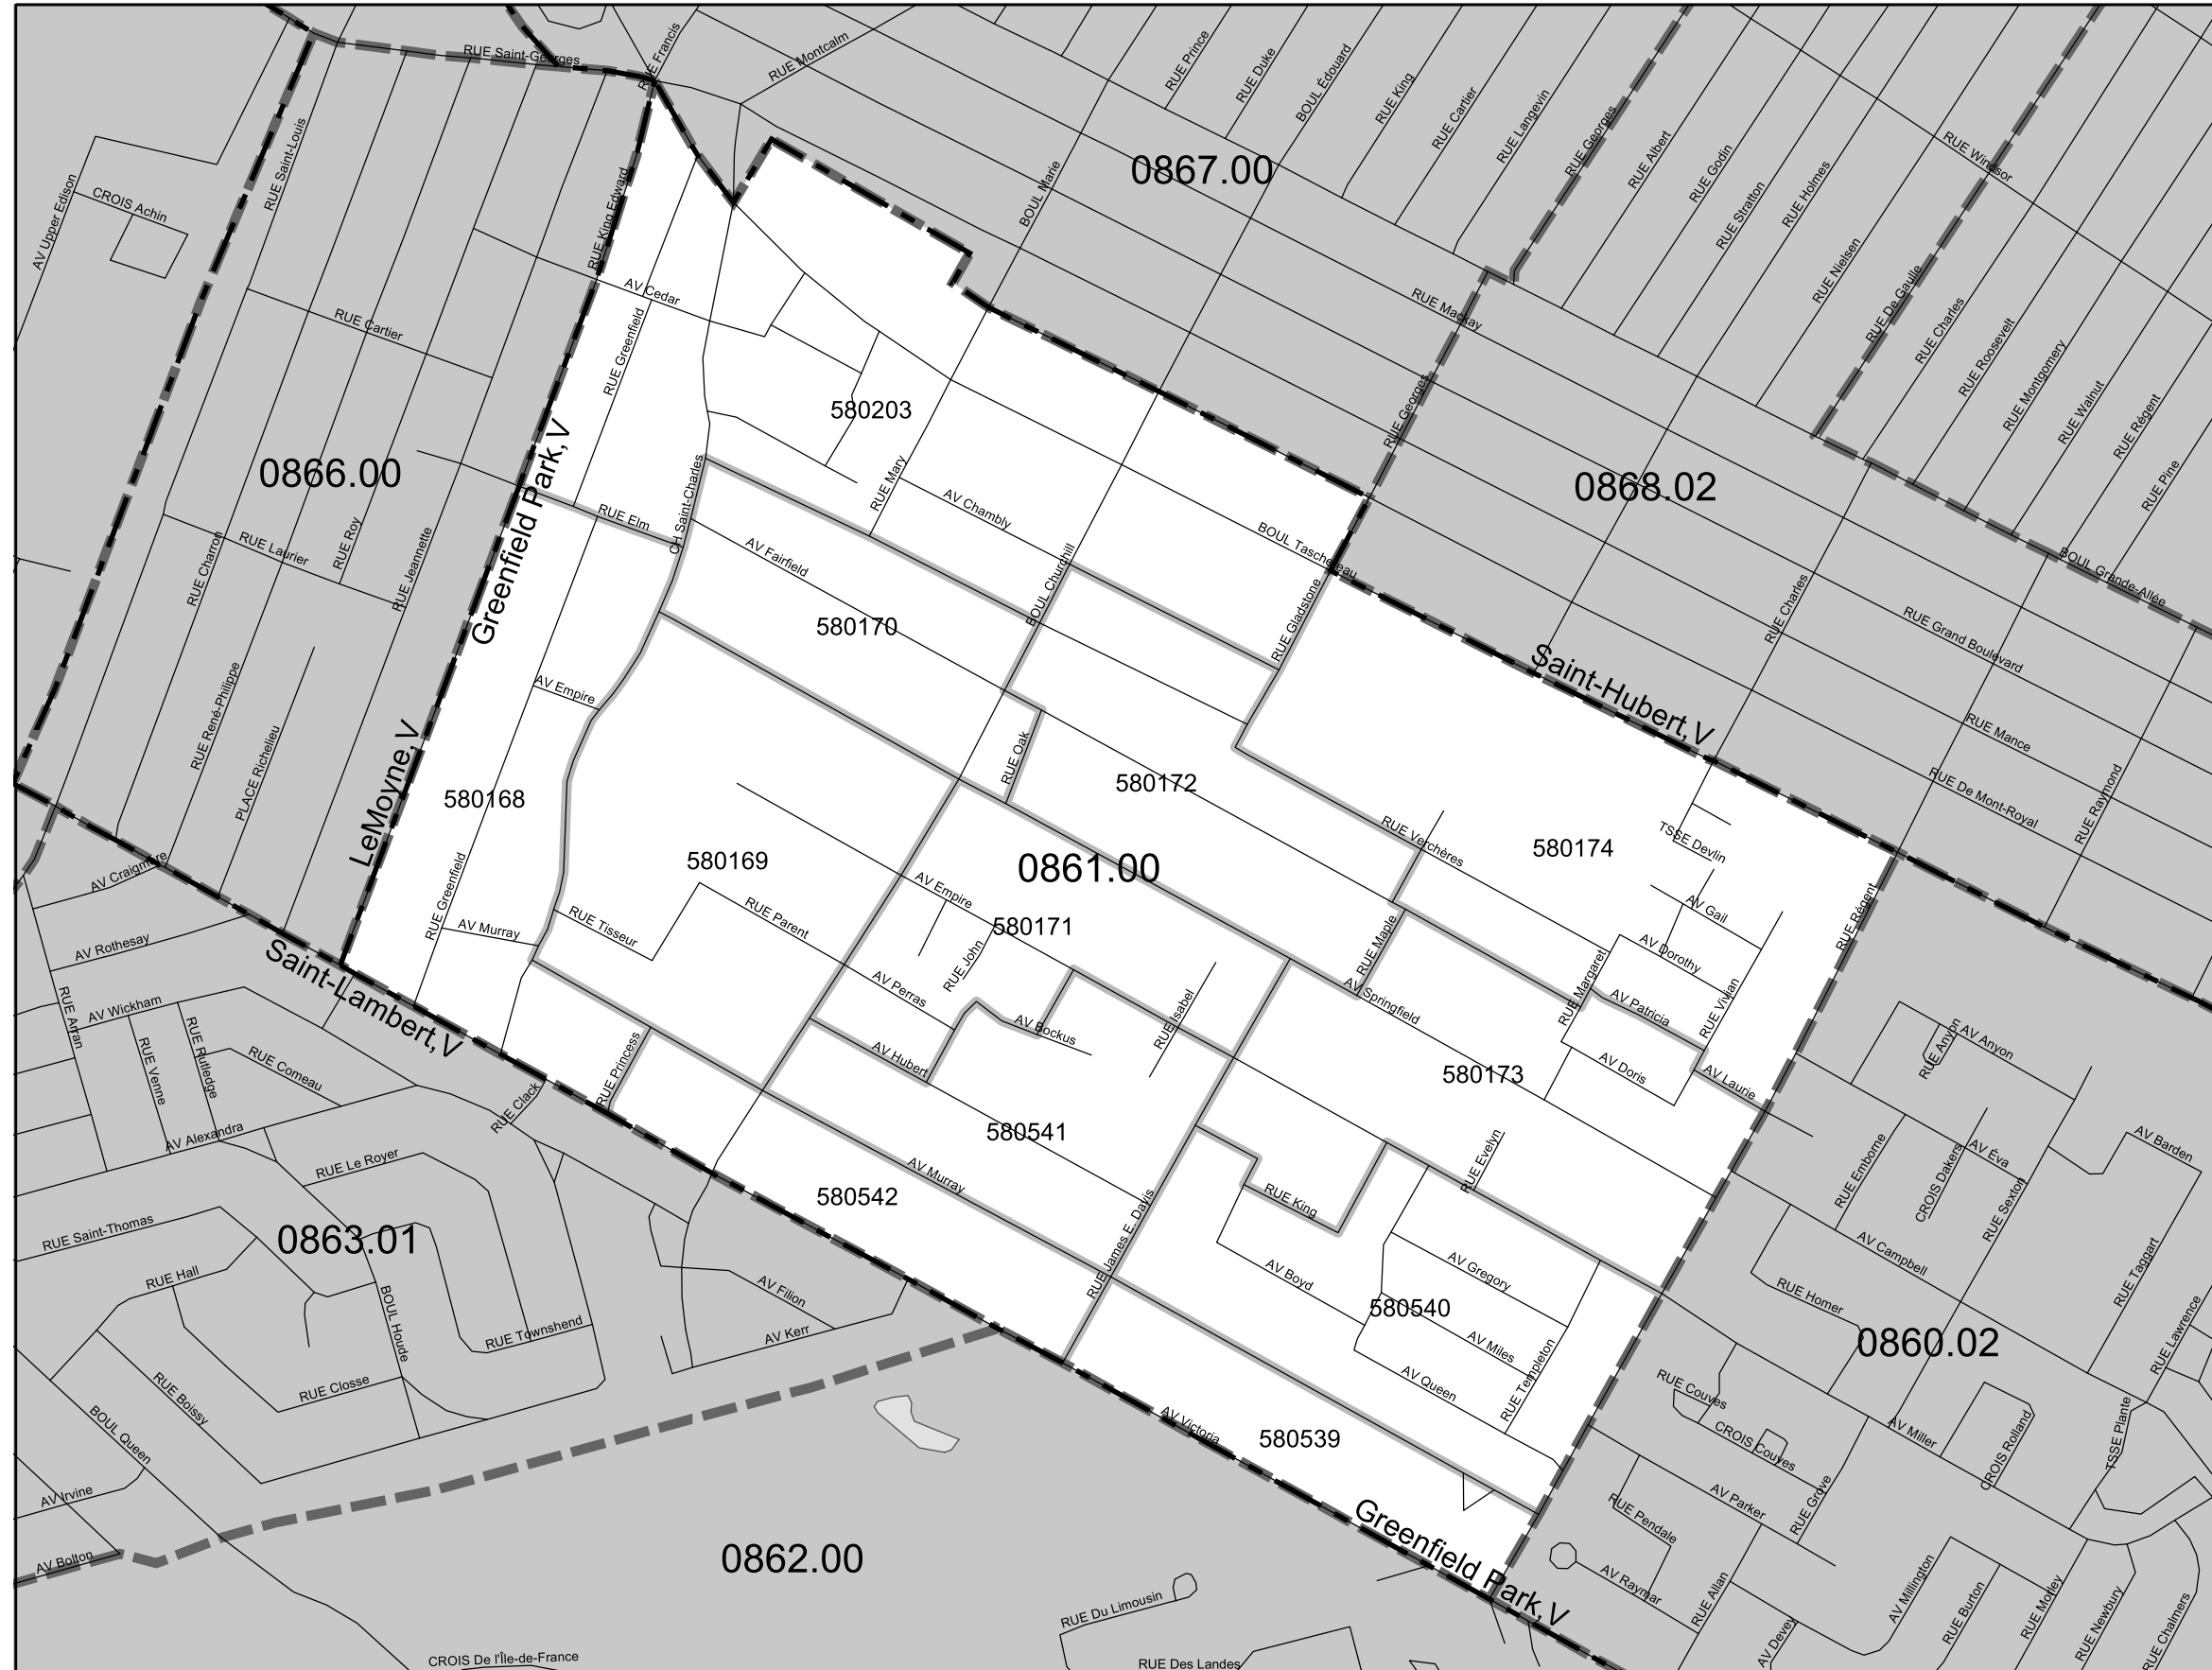 RUE Saint-Georges
RUE Francis
RUE Montcalm
RUE Prince
RUE Duke
BOUL Édouard
RUE King
RUE Cartier
RUE Langevin
RUE Georges
RUE Albert
RUE Godin
RUE Stratton
RUE Holmes
RUE Windsor
AV Upper Edison
CROIS Achin
RUE Saint-Louis
RUE King Edward
BOUL Marie
0867.00
RUE Nielsen
RUE De Gaulle
RUE Charles
RUE Roosevelt
RUE Montgomery
RUE Walnut
RUE Régent
RUE Pine
RUE Cartier
AV Cedar
RUE Greenfield
RUE Mackay
RUE Georges
580203
0866.00
Greenfield Park, V
RUE Mary
AV Chambly
BOUL Taschereau
0868.02
RUE Charron
RUE Laurier
RUE Roy
RUE Jeannette
RUE Elm
CH Saint-Charles
AV Fairfield
BOUL Churchill
RUE Gladstone
BOUL Grande-Allée
RUE Charles
RUE Grand Boulevard
580170
Saint-Hubert, V
RUE Mance
RUE De Mont-Royal
RUE Raymond
RUE René-Philippe
PLACE Richelieu
LeMoyne, V
AV Empire
580168
RUE Oak
580172
RUE Verchères
580174
TSSE Devlin
580169
0861.00
AV Craigmore
AV Rothesay
Saint-Lambert, V
RUE Greenfield
AV Murray
RUE Tisseur
RUE Parent
AV Empire
580171
RUE John
AV Perras
AV Bockus
RUE Isabel
RUE Maple
AV Springfield
AV Gail
AV Dorothy
RUE Margaret
AV Patricia
RUE Vivian
RUE Régent
RUE Arran
AV Wickham
RUE Venne
RUE Rutledge
RUE Comeau
AV Alexandra
RUE Clack
RUE Princess
AV Hubert
580541
580173
AV Doris
AV Laurie
RUE Anyon
AV Anyon
RUE Emborne
CROIS Dakers
AV Éva
RUE Sexton
AV Barden
RUE Le Royer
RUE Saint-Thomas
0863.01
RUE Hall
BOUL Houde
RUE Townshend
AV Filion
AV Kerr
AV Murray
580542
RUE James E. Davis
RUE King
RUE Evelyn
AV Boyd
AV Gregory
580540
AV Miles
AV Queen
RUE Templeton
AV Campbell
RUE Homer
RUE Taggart
RUE Lawrence
0860.02
RUE Closse
RUE Boissy
BOUL Queen
AV Victoria
580539
RUE Couves
CROIS Couves
AV Miller
CROIS Rolland
TSSE Plante
RUE Grove
AV Parker
RUE Pendale
AV Raymar
Greenfield Park, V
AV Irvine
AV Bolton
0862.00
CROIS De l'Île-de-France
RUE Du Limousin
RUE Des Landes
RUE Allan
AV Devey
AV Millington
RUE Burton
RUE Motley
RUE Newbury
RUE Chalmers